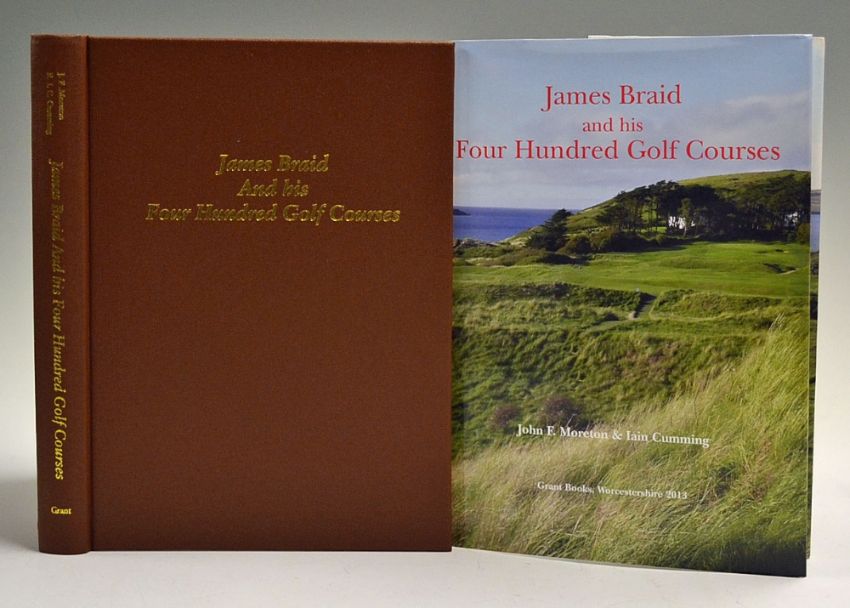 J. F. Moreton
N. I. C. Cumming
James Braid And his Four Hundred Golf Courses
Grant
James Braid
And his
Four Hundred Golf Courses
James Braid
and his
Four Hundred Golf Courses
John F. Moreton & Iain Cumming
Grant Books, Worcestershire 2013